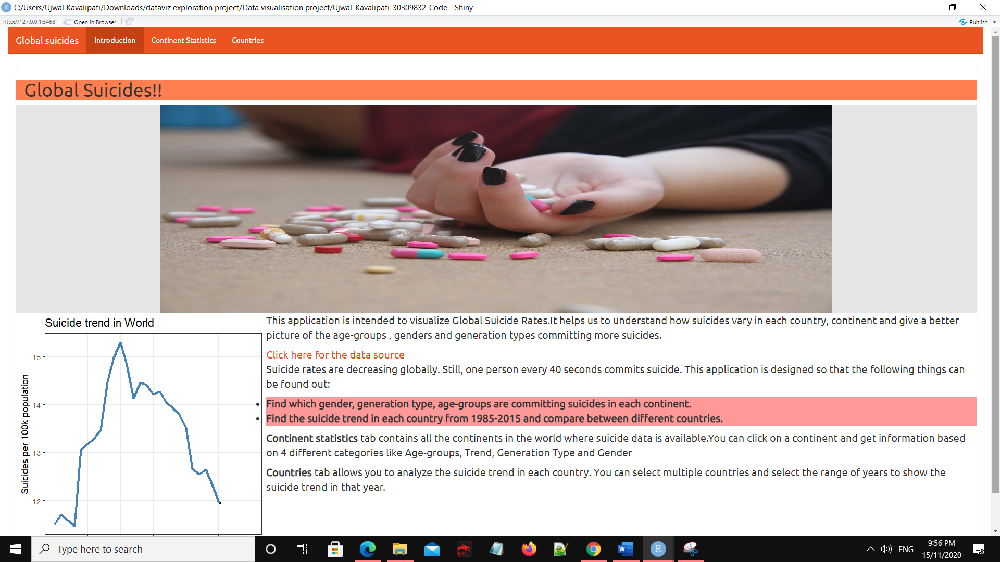 C:/Users/Ujwal Kavalipati/Downloads/dataviz exploration project/Data visualisation project/Ujwal_Kavalipati_30309832_Code - Shiny
http://127.0.0.1:5468 Open in Browser Publish
Global suicides Introduction Continent Statistics Countries
Global Suicides!!
Suicide trend in World
Suicides per 100k population
15
14
13
12
This application is intended to visualize Global Suicide Rates.It helps us to understand how suicides vary in each country, continent and give a better
picture of the age-groups , genders and generation types committing more suicides.
Click here for the data source
Suicide rates are decreasing globally. Still, one person every 40 seconds commits suicide. This application is designed so that the following things can
be found out:
Find which gender, generation type, age-groups are committing suicides in each continent.
Find the suicide trend in each country from 1985-2015 and compare between different countries.
Continent statistics tab contains all the continents in the world where suicide data is available.You can click on a continent and get information based
on 4 different categories like Age-groups, Trend, Generation Type and Gender
Countries tab allows you to analyze the suicide trend in each country. You can select multiple countries and select the range of years to show the
suicide trend in that year.
Type here to search
ENG
9:56 PM
15/11/2020